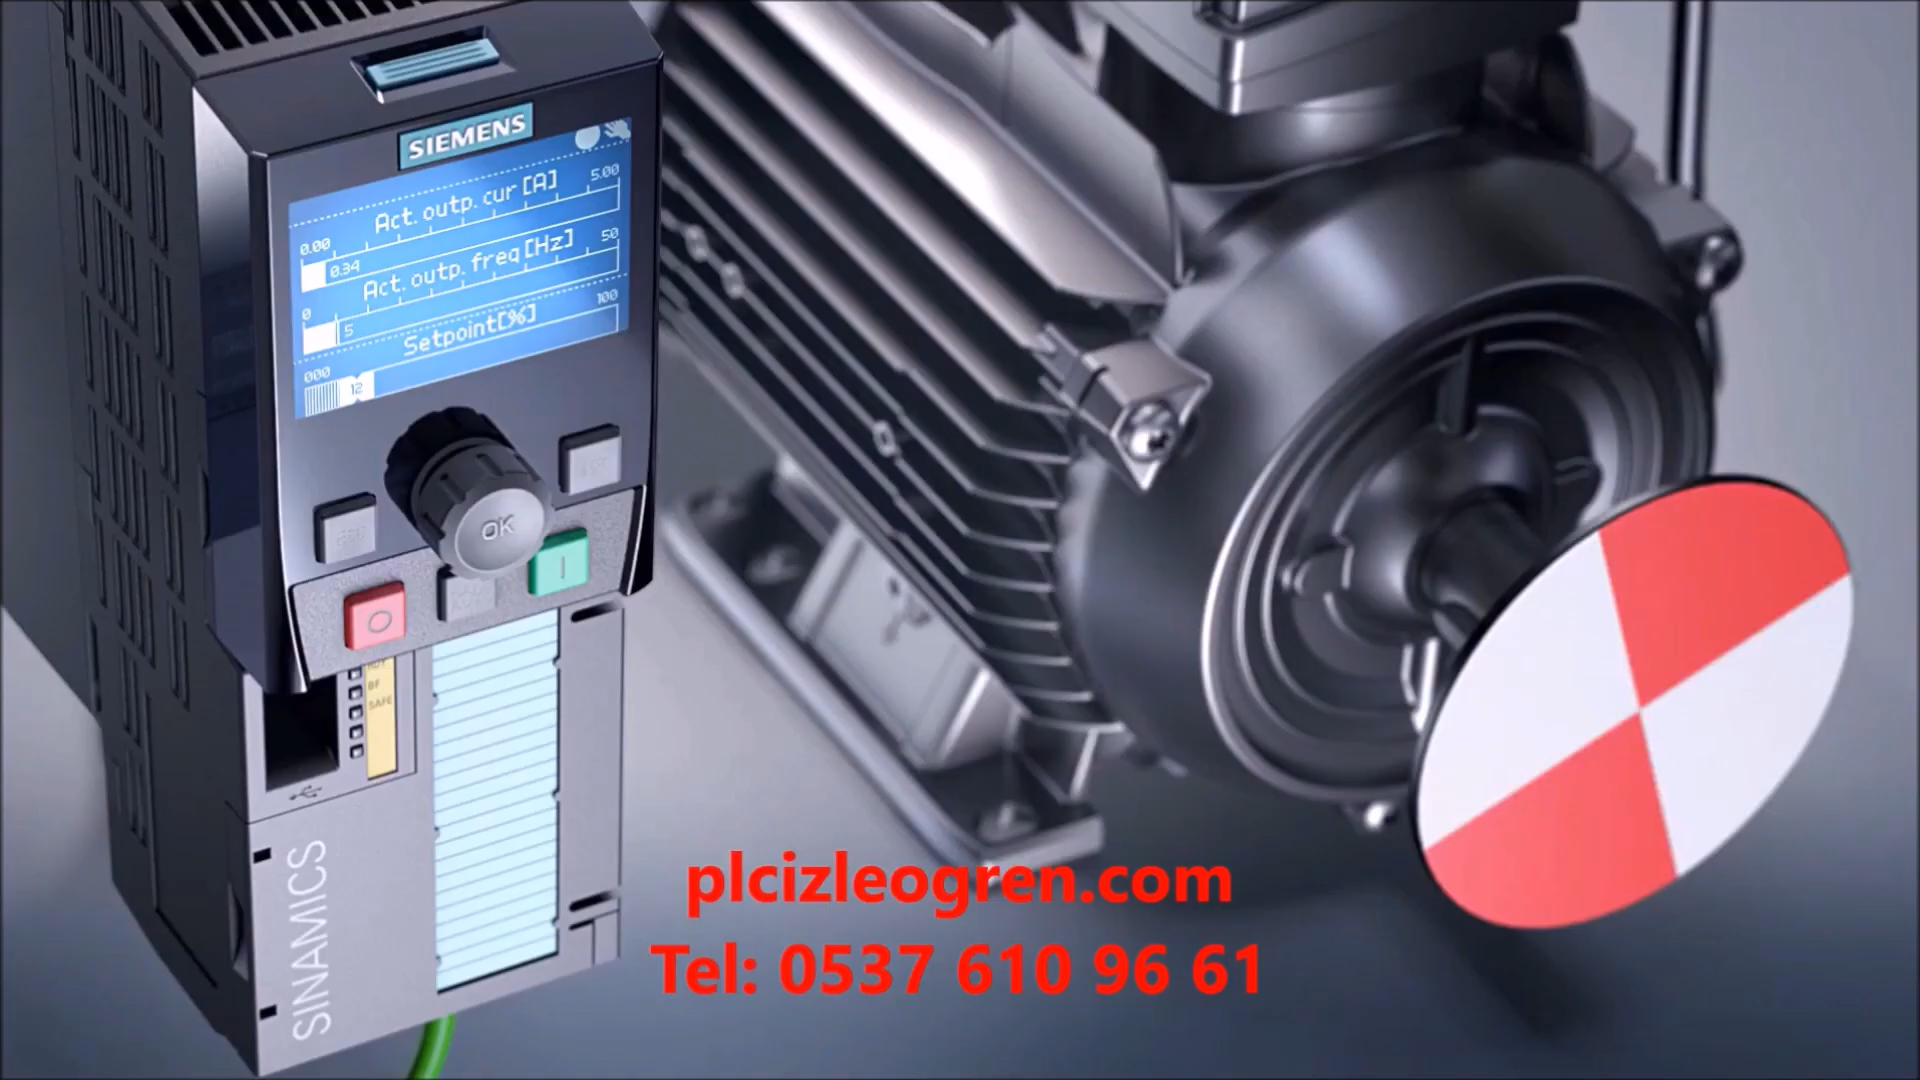 SIEMENS
Act. outp. cur [A]
0.00
5.00
0.34
Act. outp. freq [Hz]
0
50
5
Setpoint[%]
000
100
12
OK
BF
SAFE
SINAMICS
plcizleogren.com
Tel: 0537 610 96 61